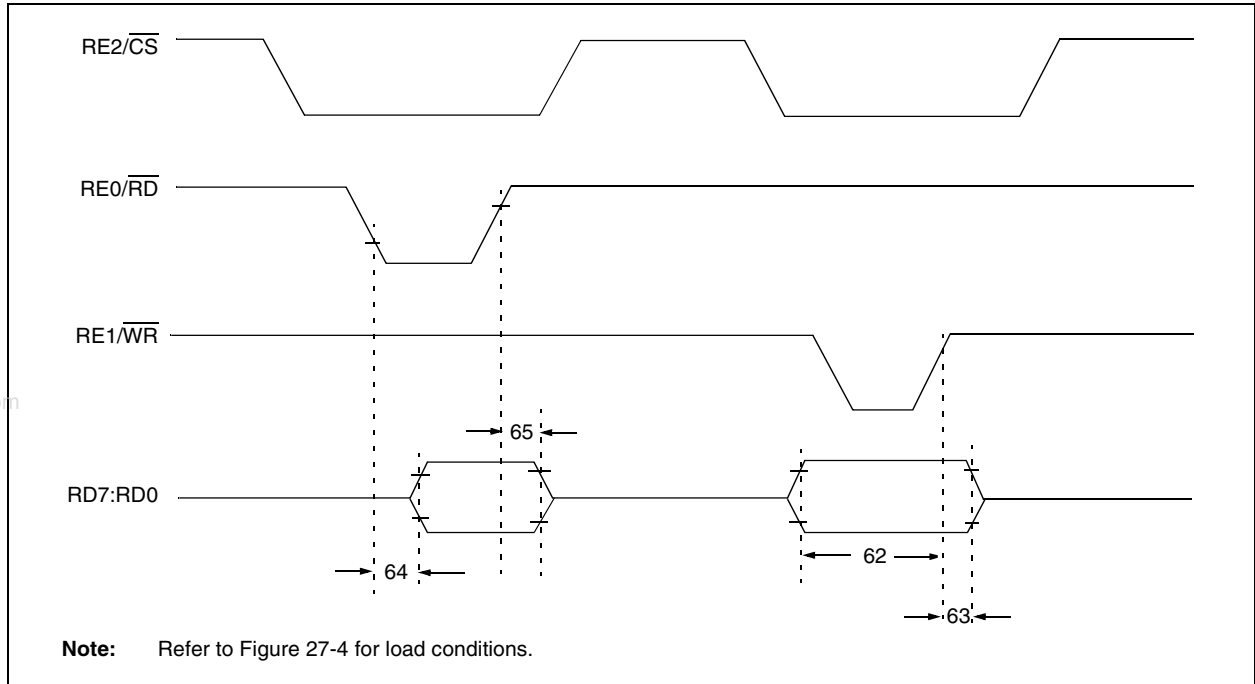 RE2/CS
RE0/RD
RE1/WR
om
65
RD7:RD0
62
64
63
Note: Refer to Figure 27-4 for load conditions.